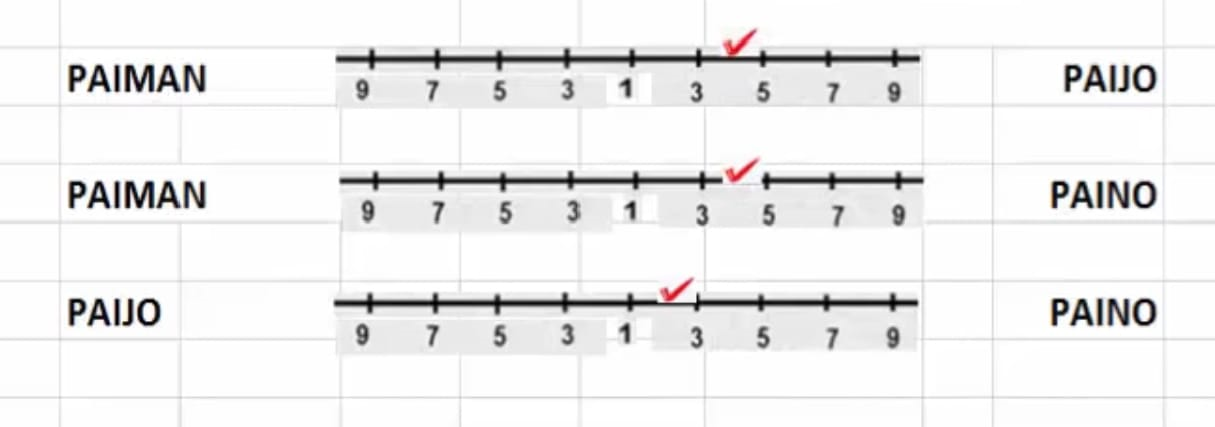 PAIMAN 9 7 5 3 1 3 5 7 9 PAIJO
PAIMAN 9 7 5 3 1 3 5 7 9 PAINO
PAIJO 9 7 5 3 1 3 5 7 9 PAINO